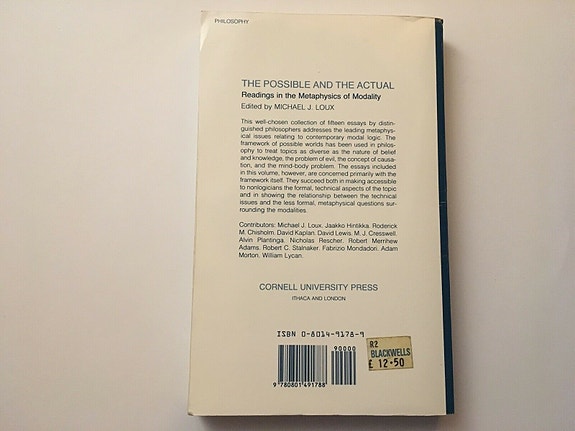 PHILOSOPHY
THE POSSIBLE AND THE ACTUAL
Readings in the Metaphysics of Modality
Edited by MICHAEL J. LOUX
This well-chosen collection of fifteen essays by distin-
guished philosophers addresses the leading metaphys-
ical issues relating to contemporary modal logic. The
framework of possible worlds has been used in philos-
ophy to treat topics as diverse as the nature of belief
and knowledge, the problem of evil, the concept of causa-
tion, and the mind-body problem. The essays included
in this volume, however, are concerned primarily with the
framework itself. They succeed both in making accessible
to nonlogicians the formal, technical aspects of the topic
and in showing the relationship between the technical
issues and the less formal, metaphysical questions sur-
rounding the modalities.
Contributors: Michael J. Loux, Jaakko Hintikka, Roderick
M. Chisholm, David Kaplan, David Lewis, M. J. Cresswell,
Alvin Plantinga, Nicholas Rescher, Robert Merrihew
Adams, Robert C. Stalnaker, Fabrizio Mondadori, Adam
Morton, William Lycan.
CORNELL UNIVERSITY PRESS
ITHACA AND LONDON
ISBN 0-8014-9178-9
90000
9 780801 491788
R2
BLACKWELLS
£ 12·50